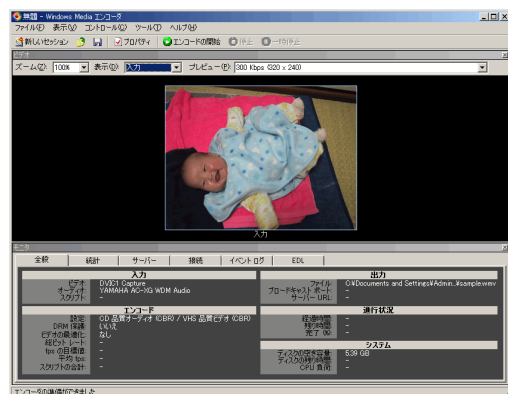 無題 - Windows Media エンコーダ
ファイル(F) 表示(V) コントロール(C) ツール(T) ヘルプ(H)
新しいセッション プロパティ エンコードの開始 停止 一時停止
ビデオ
ズーム(Z): 100% 表示(D): 入力 プレビュー(P): 300 Kbps (320 x 240)
入力
モニタ
全般 統計 サーバー 接続 イベント ログ EDL
入力
ビデオ: DVIC1 Capture
オーディオ: YAMAHA AC-XG WDM Audio
スクリプト: -
エンコード
設定: CD 品質オーディオ (CBR) / VHS 品質ビデオ (CBR)
DRM 保護: いいえ
ビデオの最適化: なし
総ビット レート: -
fps の目標値: -
平均 fps: -
スクリプトの合計: -
出力
ファイル: C:¥Documents and Settings¥Admin...¥sample.wmv
ブロードキャスト ポート: -
サーバー URL: -
進行状況
経過時間: -
残り時間: -
完了 (%): -
システム
ディスクの空き容量: 5.39 GB
ディスクの残り時間: -
CPU 負荷: -
エンコーダの準備ができました